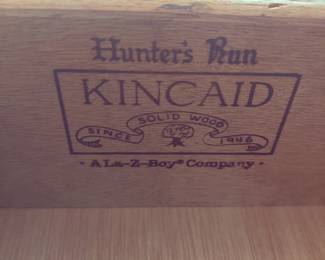 Hunter's Run
KINCAID
SOLID WOOD
SINCE 1946
• A La-Z-Boy® Company •